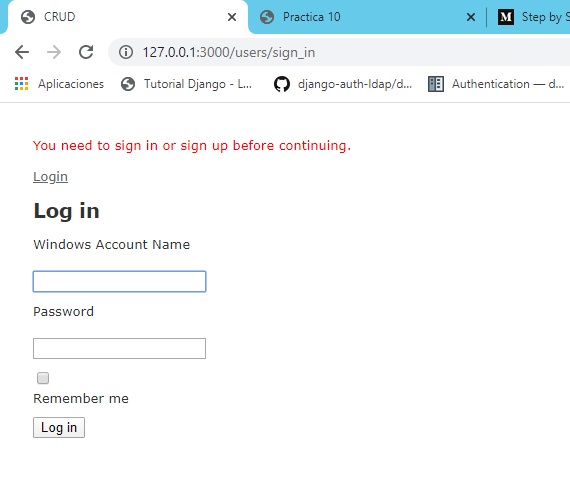 CRUD
Practica 10
Step by S
127.0.0.1:3000/users/sign_in
Aplicaciones
Tutorial Django - L...
django-auth-ldap/d...
Authentication — d...
You need to sign in or sign up before continuing.
Login
Log in
Windows Account Name
Password
Remember me
Log in